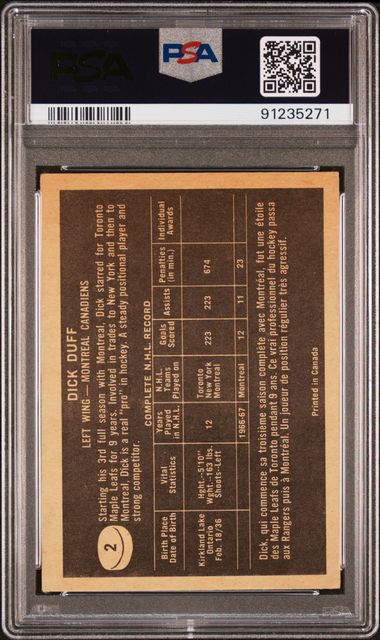 PSA
PSA
91235271
2
DICK DUFF
LEFT WING — MONTREAL CANADIENS
Starting his 3rd full season with Montreal, Dick starred for Toronto
Maple Leafs for 9 years. Involved in trades to New York and then to
Montreal, Dick is a real "pro" in hockey. A steady positional player and
strong competitor.
COMPLETE N.H.L. RECORD
Birth Place
Date of Birth
Vital
Statistics
Years
Played
in N.H.L.
N.H.L.
Teams
Played on
Goals
Scored
Assists
Penalties
(in min.)
Individual
Awards
Kirkland Lake
Ontario
Feb. 18/36
Hght.—5'10"
Wght.—163 lbs.
Shoots—Left
12
Toronto
New York
Montreal
223
223
674
1966-67
Montreal
12
11
23
Dick, qui commence sa troisième saison complète avec Montréal, fut une étoile
des Maple Leafs de Toronto pendant 9 ans. Ce vrai professionnel du hockey passa
aux Rangers puis à Montréal. Un joueur de position régulier très agressif.
Printed in Canada